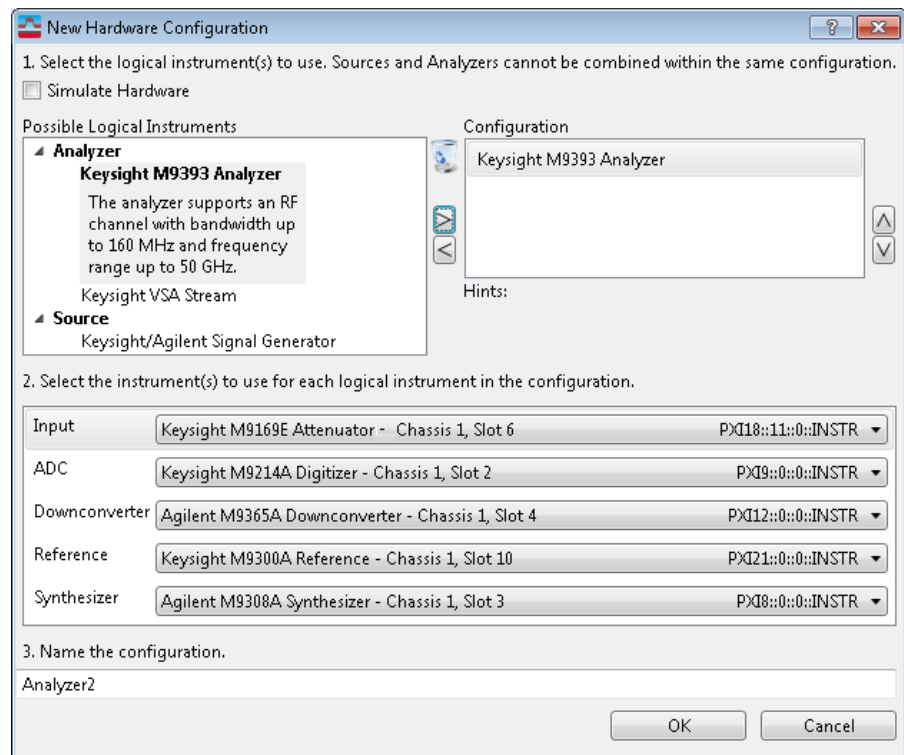 New Hardware Configuration
1. Select the logical instrument(s) to use. Sources and Analyzers cannot be combined within the same configuration.
Simulate Hardware
Possible Logical Instruments
Analyzer
Keysight M9393 Analyzer
The analyzer supports an RF
channel with bandwidth up
to 160 MHz and frequency
range up to 50 GHz.
Keysight VSA Stream
Source
Keysight/Agilent Signal Generator
Configuration
Keysight M9393 Analyzer
Hints:
2. Select the instrument(s) to use for each logical instrument in the configuration.
Input Keysight M9169E Attenuator - Chassis 1, Slot 6 PXI18::11::0::INSTR
ADC Keysight M9214A Digitizer - Chassis 1, Slot 2 PXI9::0::0::INSTR
Downconverter Agilent M9365A Downconverter - Chassis 1, Slot 4 PXI12::0::0::INSTR
Reference Keysight M9300A Reference - Chassis 1, Slot 10 PXI21::0::0::INSTR
Synthesizer Agilent M9308A Synthesizer - Chassis 1, Slot 3 PXI8::0::0::INSTR
3. Name the configuration.
Analyzer2
OK Cancel